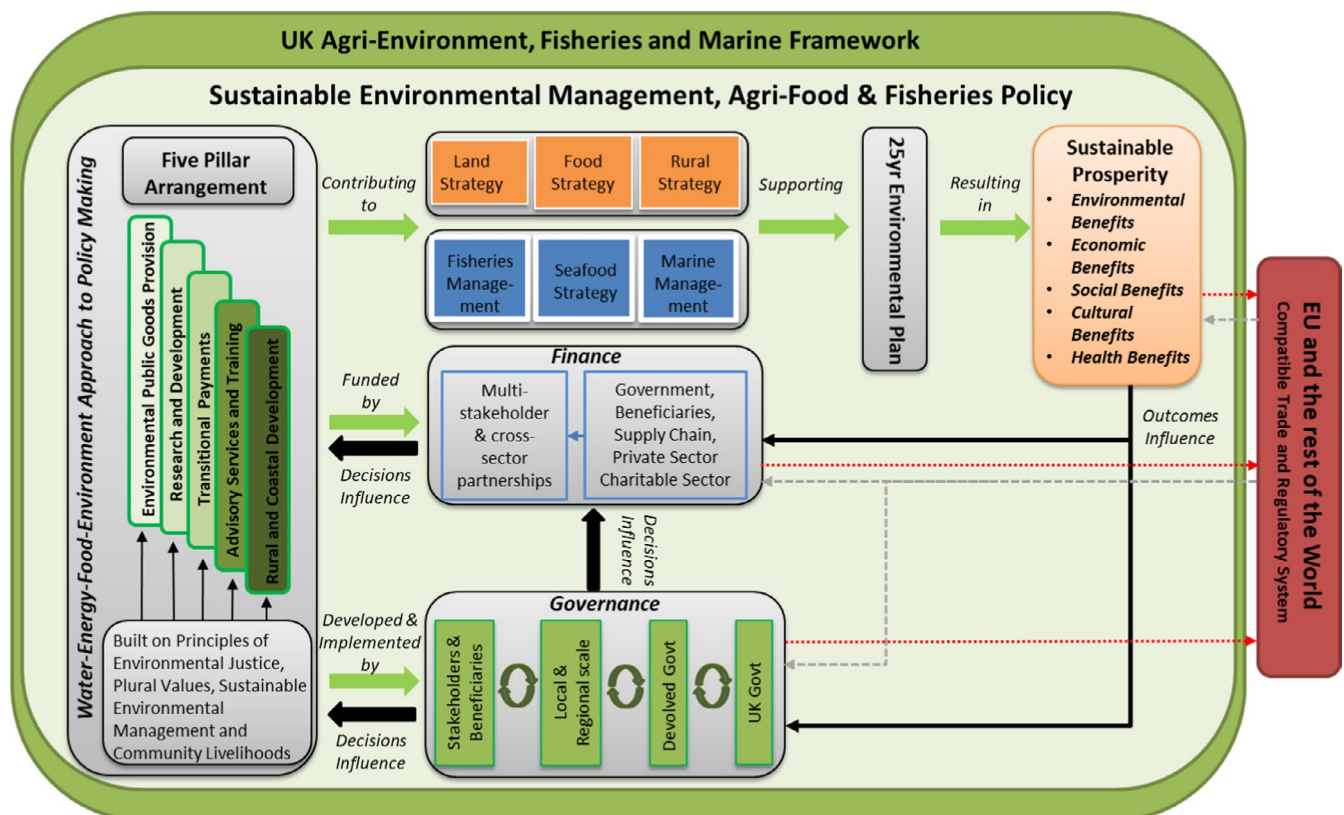 UK Agri-Environment, Fisheries and Marine Framework
Sustainable Environmental Management, Agri-Food & Fisheries Policy
Water-Energy-Food-Environment Approach to Policy Making
Five Pillar
Arrangement
Environmental Public Goods Provision
Research and Development
Transitional Payments
Advisory Services and Training
Rural and Coastal Development
Built on Principles of
Environmental Justice,
Plural Values, Sustainable
Environmental
Management and
Community Livelihoods
Contributing
to
Land
Strategy
Food
Strategy
Rural Strategy
Fisheries
Manage-
ment
Seafood
Strategy
Marine
Manage-
ment
Supporting
25yr Environmental Plan
Resulting
in
Sustainable
Prosperity
• Environmental
Benefits
• Economic
Benefits
• Social Benefits
• Cultural
Benefits
• Health Benefits
Funded
by
Decisions
Influence
Finance
Multi-
stakeholder
& cross-
sector
partnerships
Government,
Beneficiaries,
Supply Chain,
Private Sector
Charitable Sector
Outcomes
Influence
Decisions
Influence
Developed &
Implemented
by
Decisions
Influence
Governance
Stakeholders &
Beneficiaries
Local &
Regional scale
Devolved Govt
UK Govt
EU and the rest of the World
Compatible Trade and Regulatory System